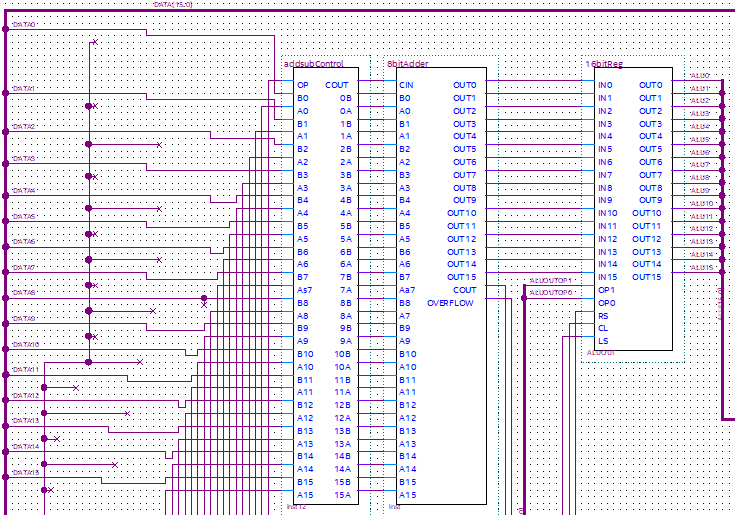 DATA[15..0]
DATA0
DATA1
DATA2
DATA3
DATA4
DATA5
DATA6
DATA7
DATA8
DATA9
DATA10
DATA11
DATA12
DATA13
DATA14
DATA15
addsubControl
OP COUT
B0 0B
A0 0A
B1 1B
A1 1A
B2 2B
A2 2A
B3 3B
A3 3A
B4 4B
A4 4A
B5 5B
A5 5A
B6 6B
A6 6A
B7 7B
As7 7A
B8 8B
A8 8A
B9 9B
A9 9A
B10 10B
A10 10A
B11 11B
A11 11A
B12 12B
A12 12A
B13 13B
A13 13A
B14 14B
A14 14A
B15 15B
A15 15A
inst12
8bitAdder
CIN OUT0
B0 OUT1
A0 OUT2
B1 OUT3
A1 OUT4
B2 OUT5
A2 OUT6
B3 OUT7
A3 OUT8
B4 OUT9
A4 OUT10
B5 OUT11
A5 OUT12
B6 OUT13
A6 OUT14
B7 OUT15
Aa7 COUT
B8 OVERFLOW
A7
B9
A9
B10
A10
B11
A11
B12
A12
B13
A13
B14
A14
B15
A15
inst
16bitReg
IN0 OUT0
IN1 OUT1
IN2 OUT2
IN3 OUT3
IN4 OUT4
IN5 OUT5
IN6 OUT6
IN7 OUT7
IN8 OUT8
IN9 OUT9
IN10 OUT10
IN11 OUT11
IN12 OUT12
IN13 OUT13
IN14 OUT14
IN15 OUT15
OP1
OP0
RS
CL
LS
ALUOUTOP1
ALUOUTOP0
ALUOUT
ALU0
ALU1
ALU2
ALU3
ALU4
ALU5
ALU6
ALU7
ALU8
ALU9
ALU10
ALU11
ALU12
ALU13
ALU14
ALU15